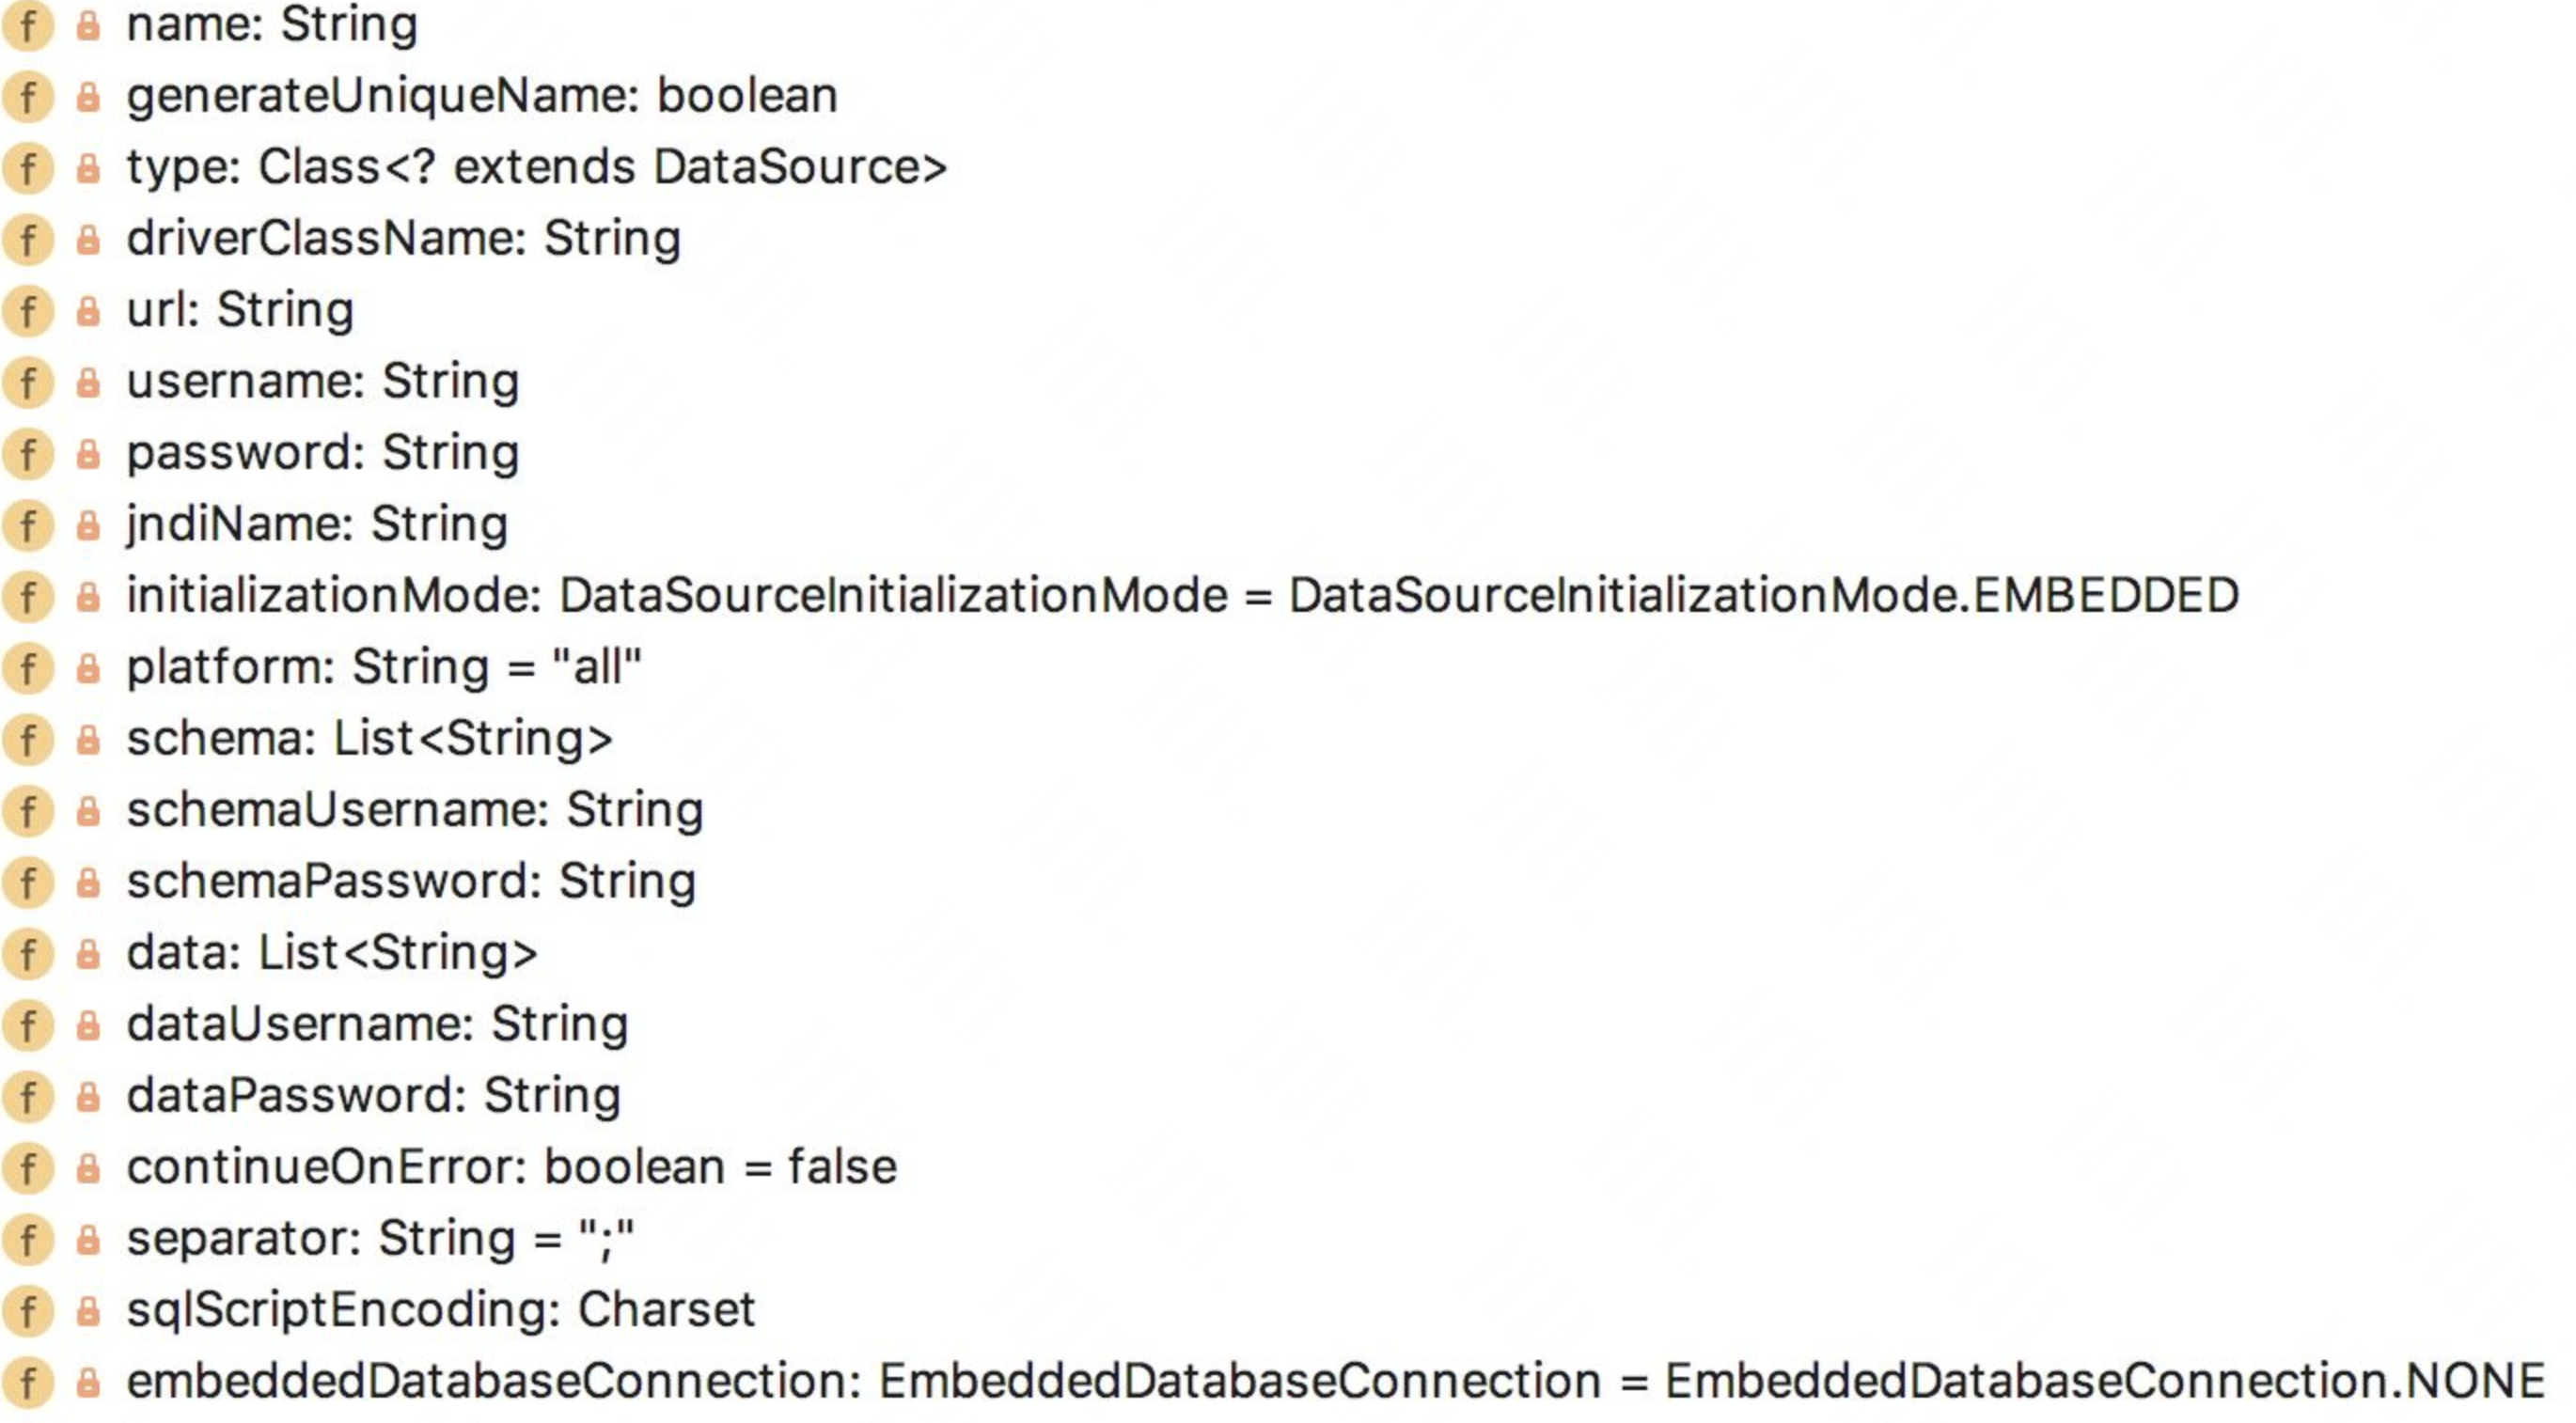 f name: String
f generateUniqueName: boolean
f type: Class<? extends DataSource>
f driverClassName: String
f url: String
f username: String
f password: String
f jndiName: String
f initializationMode: DataSourceInitializationMode = DataSourceInitializationMode.EMBEDDED
f platform: String = "all"
f schema: List<String>
f schemaUsername: String
f schemaPassword: String
f data: List<String>
f dataUsername: String
f dataPassword: String
f continueOnError: boolean = false
f separator: String = ";"
f sqlScriptEncoding: Charset
f embeddedDatabaseConnection: EmbeddedDatabaseConnection = EmbeddedDatabaseConnection.NONE